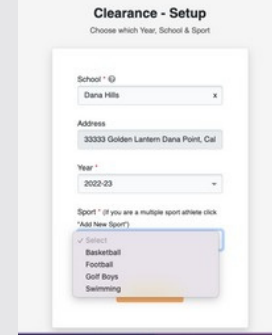 Clearance - Setup
Choose which Year, School & Sport
School *
Dana Hills x
Address
33333 Golden Lantern Dana Point, Cal
Year *
2022-23
Sport * (If you are a multiple sport athlete click
"Add New Sport")
✓ Select
Basketball
Football
Golf Boys
Swimming